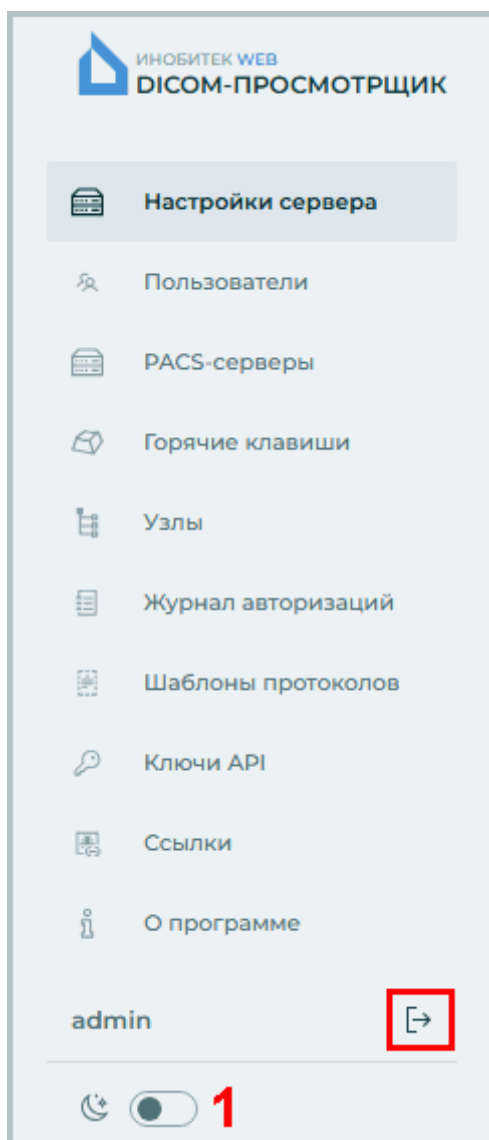 ИНОБИТЕК WEB
DICOM-ПРОСМОТРЩИК
Настройки сервера
Пользователи
PACS-серверы
Горячие клавиши
Узлы
Журнал авторизаций
Шаблоны протоколов
Ключи API
Ссылки
О программе
admin
1